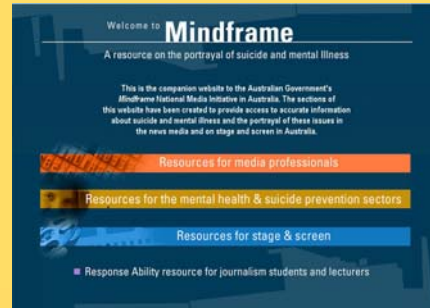 Welcome to Mindframe
A resource on the portrayal of suicide and mental Illness
This is the companion website to the Australian Government's
Mindframe National Media Initiative in Australia. The sections of
this website have been created to provide access to accurate information
about suicide and mental illness and the portrayal of these issues in
the news media and on stage and screen in Australia.
Resources for media professionals
Resources for the mental health & suicide prevention sectors
Resources for stage & screen
Response Ability resource for journalism students and lecturers